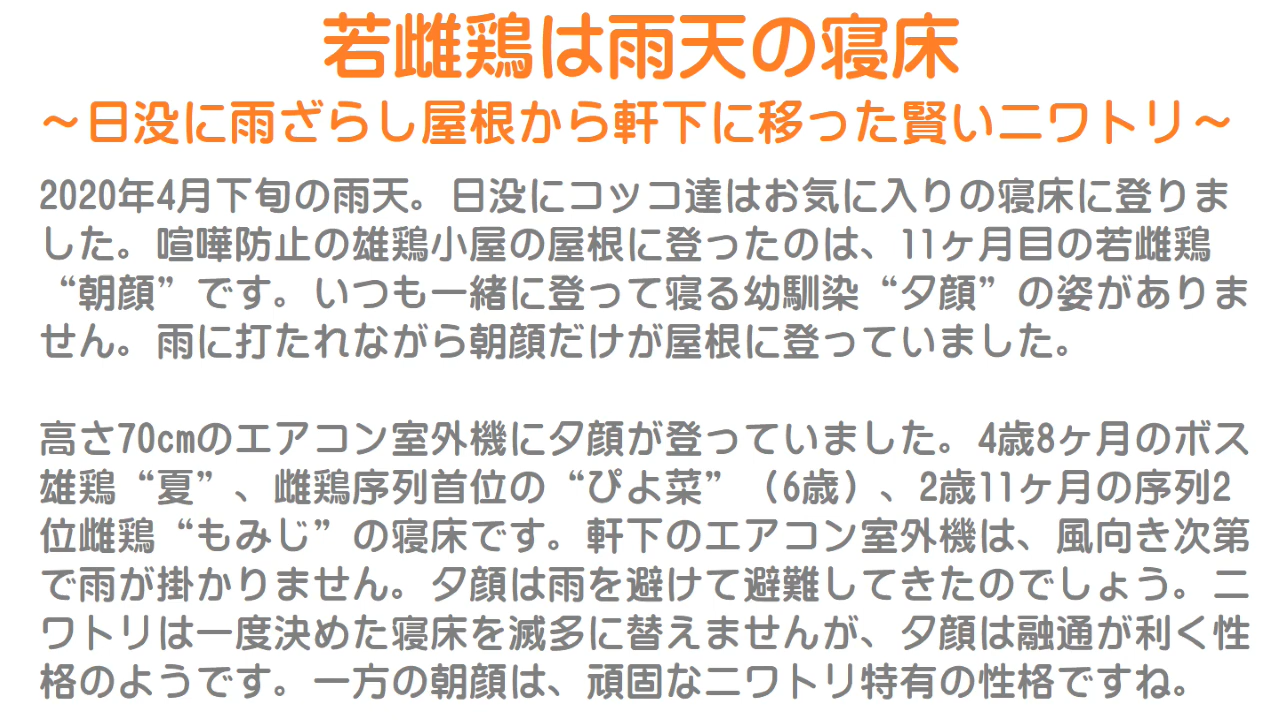 若雌鶏は雨天の寝床
～日没に雨ざらし屋根から軒下に移った賢いニワトリ～
2020年4月下旬の雨天。日没にコッコ達はお気に入りの寝床に登りま
した。喧嘩防止の雄鶏小屋の屋根に登ったのは、11ヶ月目の若雌鶏
“朝顔”です。いつも一緒に登って寝る幼馴染“夕顔”の姿がありま
せん。雨に打たれながら朝顔だけが屋根に登っていました。
高さ70cmのエアコン室外機に夕顔が登っていました。4歳8ヶ月のボス
雄鶏“夏”、雌鶏序列首位の“ぴよ菜”（6歳）、2歳11ヶ月の序列2
位雌鶏“もみじ”の寝床です。軒下のエアコン室外機は、風向き次第
で雨が掛かりません。夕顔は雨を避けて避難してきたのでしょう。ニ
ワトリは一度決めた寝床を滅多に替えませんが、夕顔は融通が利く性
格のようです。一方の朝顔は、頑固なニワトリ特有の性格ですね。